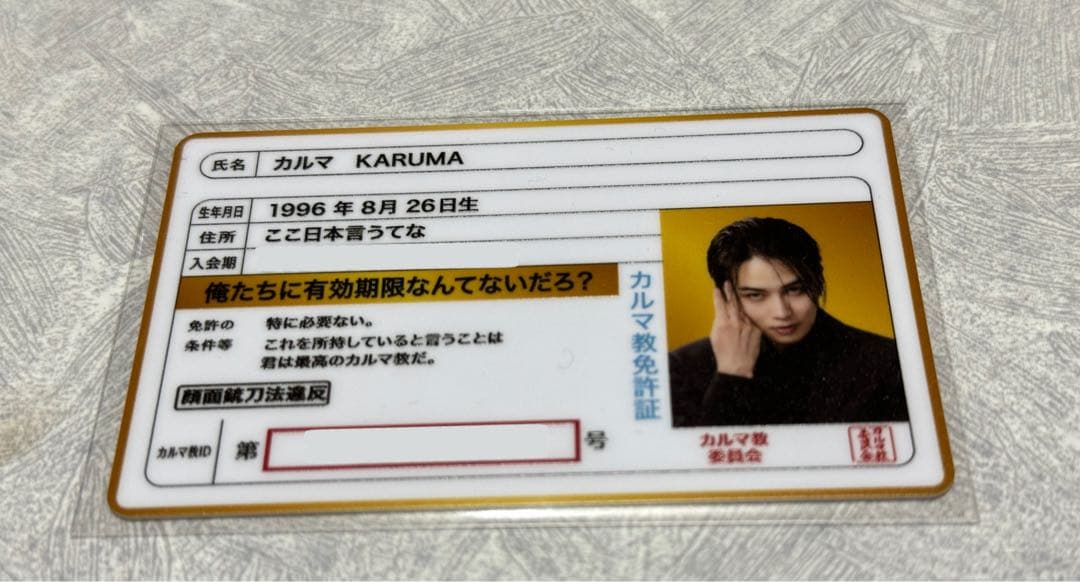 氏名 カルマ KARUMA
生年月日 1996年8月26日生
住所 ここ日本言うてな
入会期
俺たちに有効期限なんてないだろ？
免許の 特に必要ない。
条件等 これを所持していると言うことは
君は最高のカルマ教だ。
顔面銃刀法違反
カルマ教ID 第 号
カルマ教免許証
カルマ教
委員会